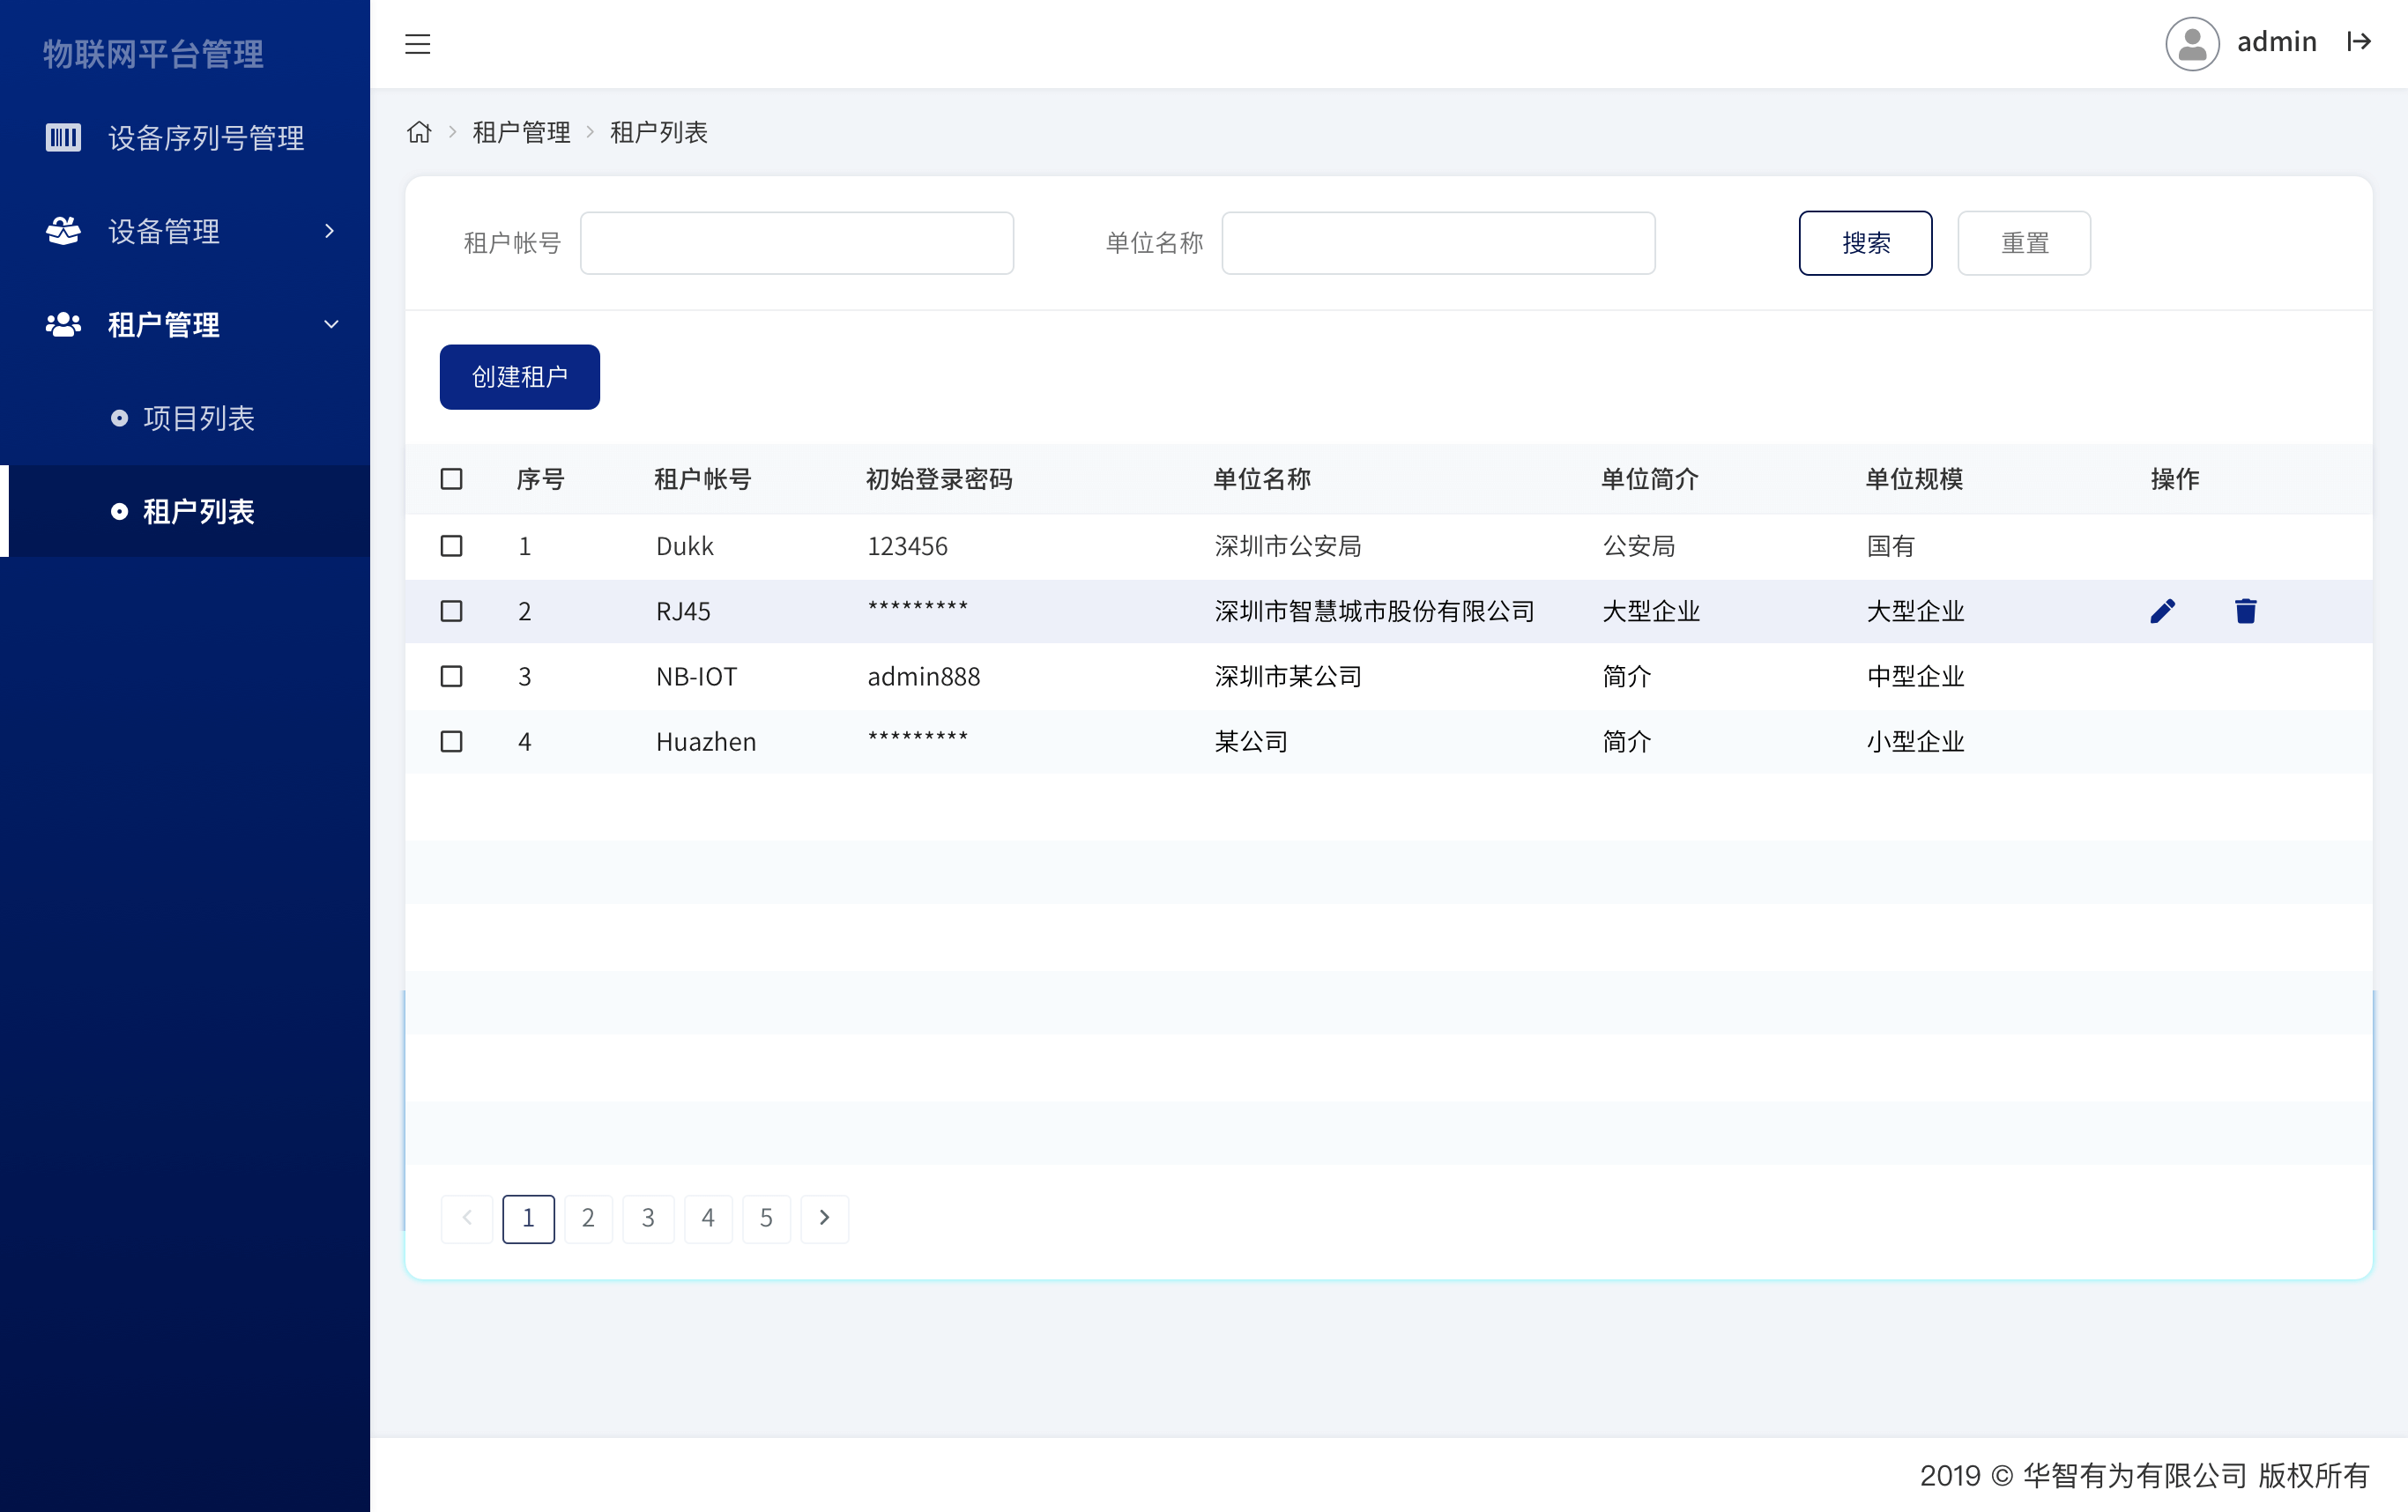 物联网平台管理
设备序列号管理
设备管理
租户管理
项目列表
租户列表
admin
租户管理 > 租户列表
租户帐号 单位名称 搜索 重置
创建租户
序号 租户帐号 初始登录密码 单位名称 单位简介 单位规模 操作
1 Dukk 123456 深圳市公安局 公安局 国有
2 RJ45 ********* 深圳市智慧城市股份有限公司 大型企业 大型企业
3 NB-IOT admin888 深圳市某公司 简介 中型企业
4 Huazhen ********* 某公司 简介 小型企业
1 2 3 4 5
2019 © 华智有为有限公司 版权所有